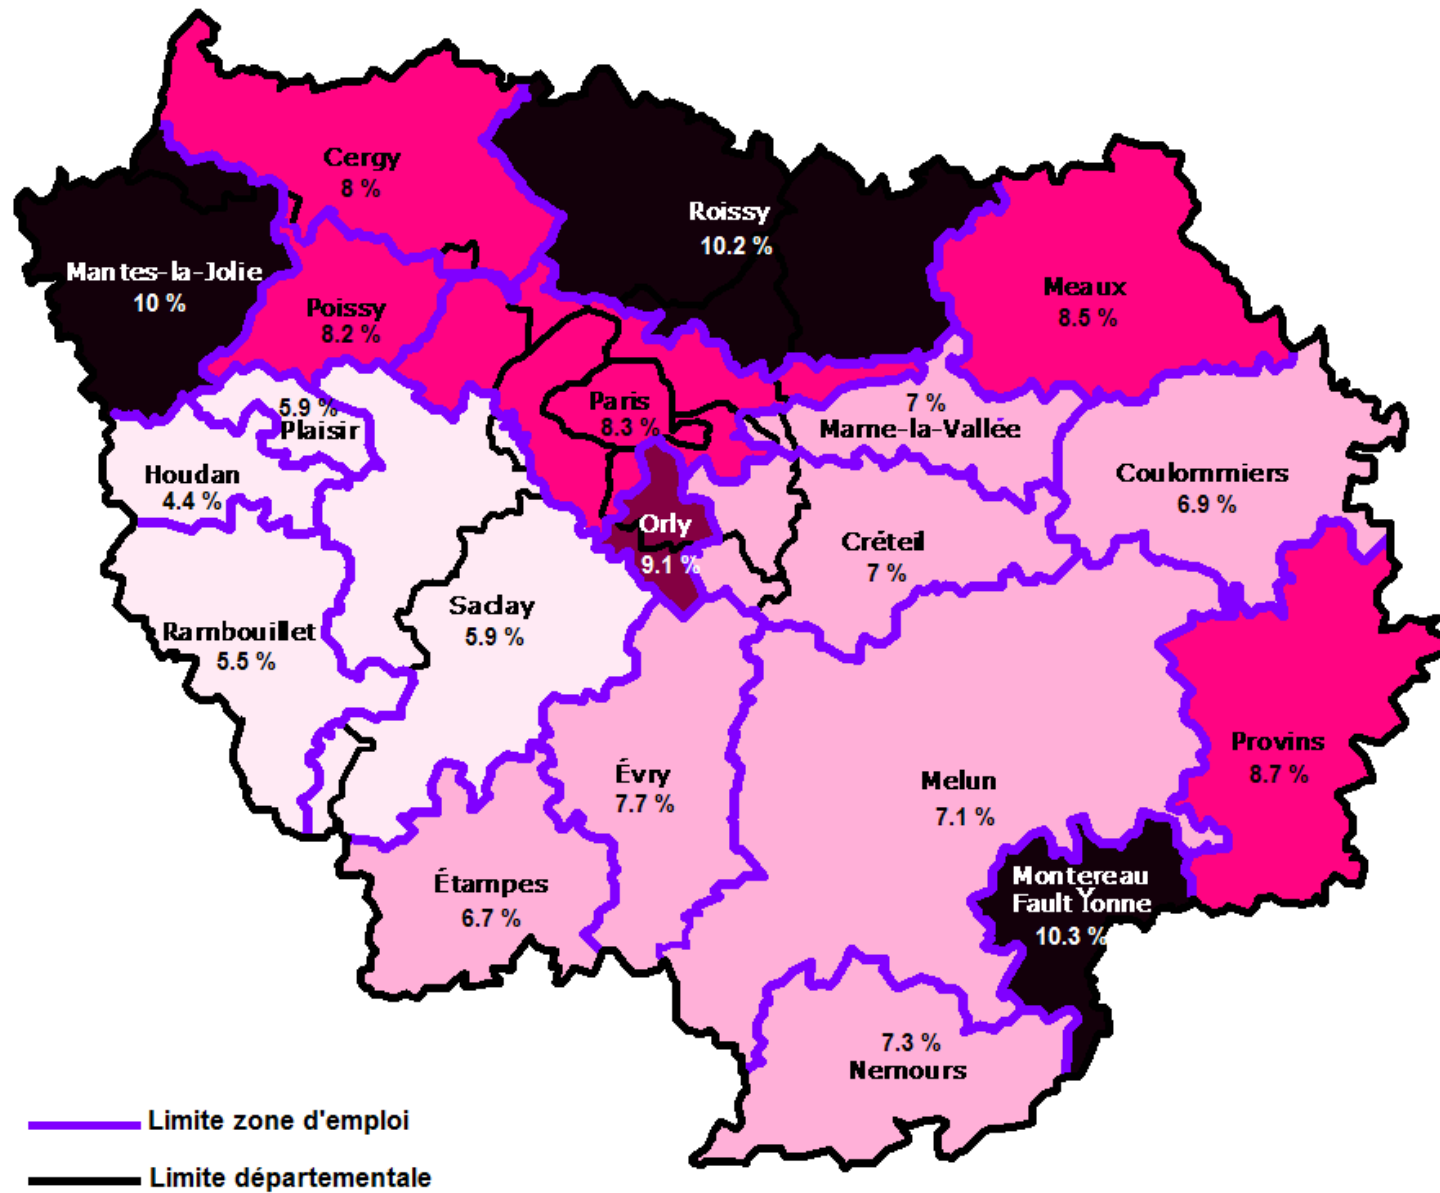 Cergy
8 %
Roissy
10.2 %
Mantes-la-Jolie
10 %
Poissy
8.2 %
Meaux
8.5 %
5.9 %
Plaisir
Paris
8.3 %
7 %
Marne-la-Vallée
Houdan
4.4 %
Coulommiers
6.9 %
Orly
9.1 %
Créteil
7 %
Saclay
5.9 %
Rambouillet
5.5 %
Provins
8.7 %
Évry
7.7 %
Melun
7.1 %
Étampes
6.7 %
Montereau
Fault Yonne
10.3 %
7.3 %
Nemours
Limite zone d'emploi
Limite départementale